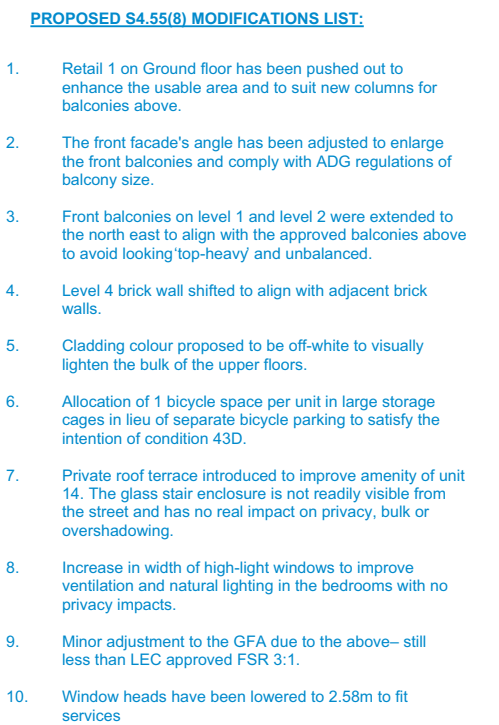 PROPOSED S4.55(8) MODIFICATIONS LIST:
1. Retail 1 on Ground floor has been pushed out to
enhance the usable area and to suit new columns for
balconies above.
2. The front facade's angle has been adjusted to enlarge
the front balconies and comply with ADG regulations of
balcony size.
3. Front balconies on level 1 and level 2 were extended to
the north east to align with the approved balconies above
to avoid looking ‘top-heavy’ and unbalanced.
4. Level 4 brick wall shifted to align with adjacent brick
walls.
5. Cladding colour proposed to be off-white to visually
lighten the bulk of the upper floors.
6. Allocation of 1 bicycle space per unit in large storage
cages in lieu of separate bicycle parking to satisfy the
intention of condition 43D.
7. Private roof terrace introduced to improve amenity of unit
14. The glass stair enclosure is not readily visible from
the street and has no real impact on privacy, bulk or
overshadowing.
8. Increase in width of high-light windows to improve
ventilation and natural lighting in the bedrooms with no
privacy impacts.
9. Minor adjustment to the GFA due to the above– still
less than LEC approved FSR 3:1.
10. Window heads have been lowered to 2.58m to fit
services